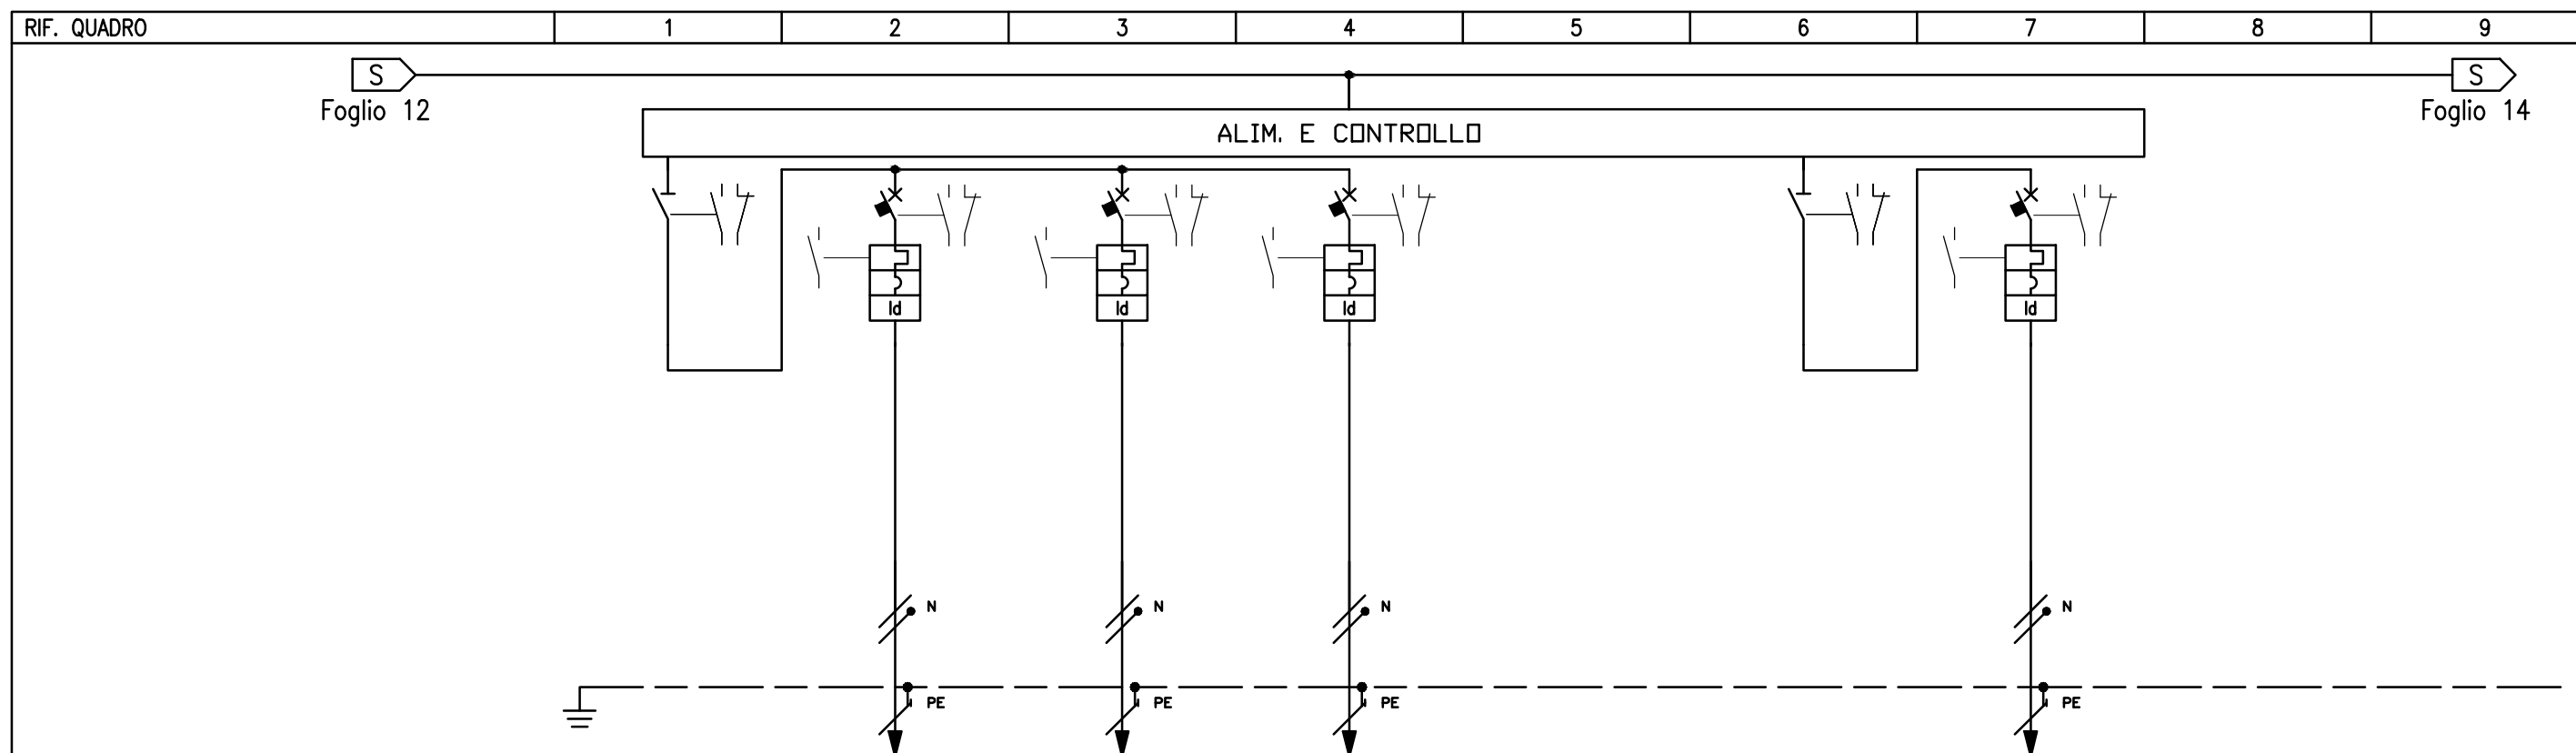 RIF. QUADRO 1 2 3 4 5 6 7 8 9
S S
Foglio 12 Foglio 14
ALIM. E CONTROLLO
Id Id Id Id
N N N N
PE PE PE PE